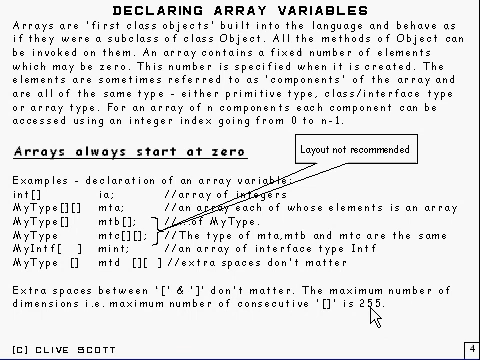 DECLARING ARRAY VARIABLES
Arrays are 'first class objects' built into the language and behave as
if they were a subclass of class Object. All the methods of Object can
be invoked on them. An array contains a fixed number of elements
which may be zero. This number is specified when it is created. The
elements are sometimes referred to as 'components' of the array and
are all of the same type - either primitive type, class/interface type
or array type. For an array of n components each component can be
accessed using an integer index going from 0 to n-1.
Arrays always start at zero
Layout not recommended
Examples - declaration of an array variable:
int[] ia; //array of integers
MyType[][] mta; //an array each of whose elements is an array
MyType[] mtb[]; // of MyType.
MyType mtc[][]; //The type of mta,mtb and mtc are the same
MyIntf[ ] mint; //an array of interface type Intf
MyType [] mtd [][ ] //extra spaces don't matter
Extra spaces between '[' & ']' don't matter. The maximum number of
dimensions i.e. maximum number of consecutive '[]' is 255.
[C] CLIVE SCOTT
4